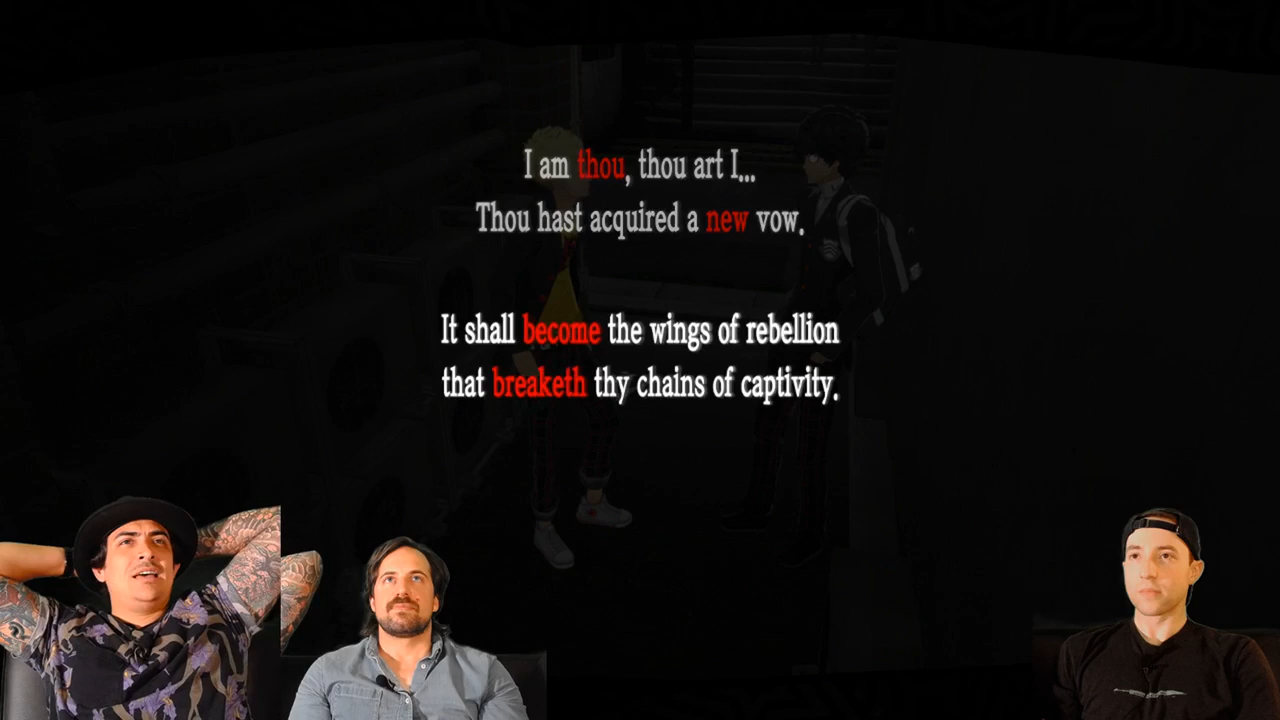 I am thou, thou art I...
Thou hast acquired a new vow.
It shall become the wings of rebellion
that breaketh thy chains of captivity.